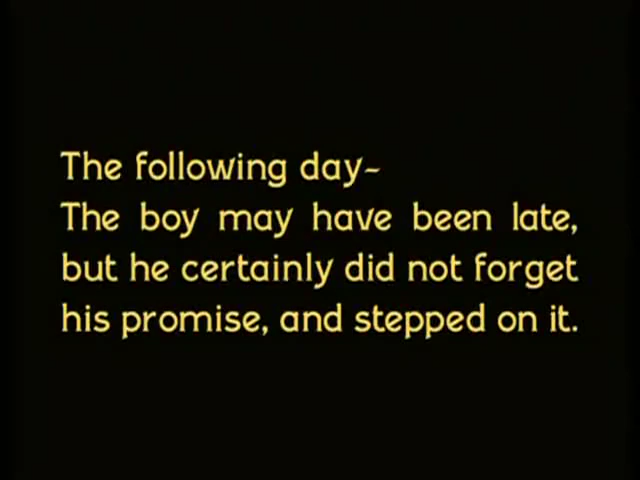 The following day~
The boy may have been late,
but he certainly did not forget
his promise, and stepped on it.